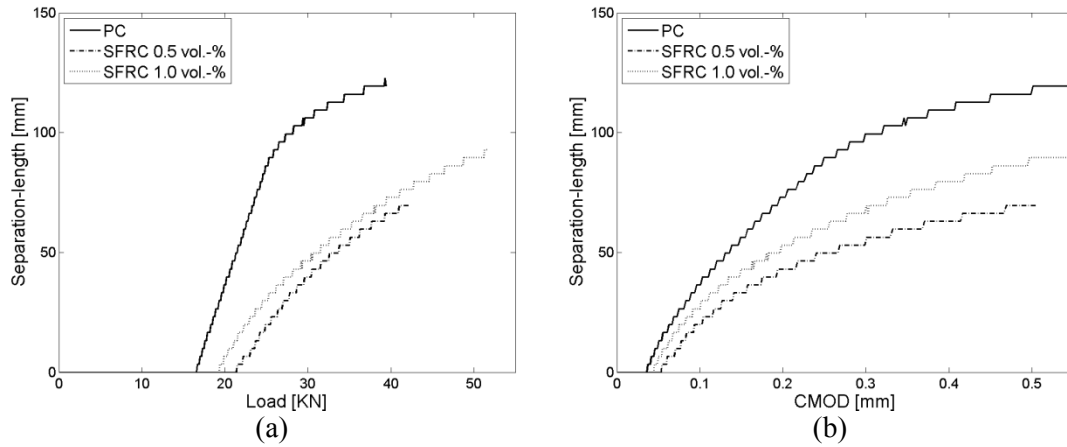 150
PC
SFRC 0.5 vol.-%
SFRC 1.0 vol.-%
100
50
0
Separation-length [mm]
0 10 20 30 40 50
Load [KN]
(a)
150
PC
SFRC 0.5 vol.-%
SFRC 1.0 vol.-%
100
50
0
Separation-length [mm]
0 0.1 0.2 0.3 0.4 0.5
CMOD [mm]
(b)